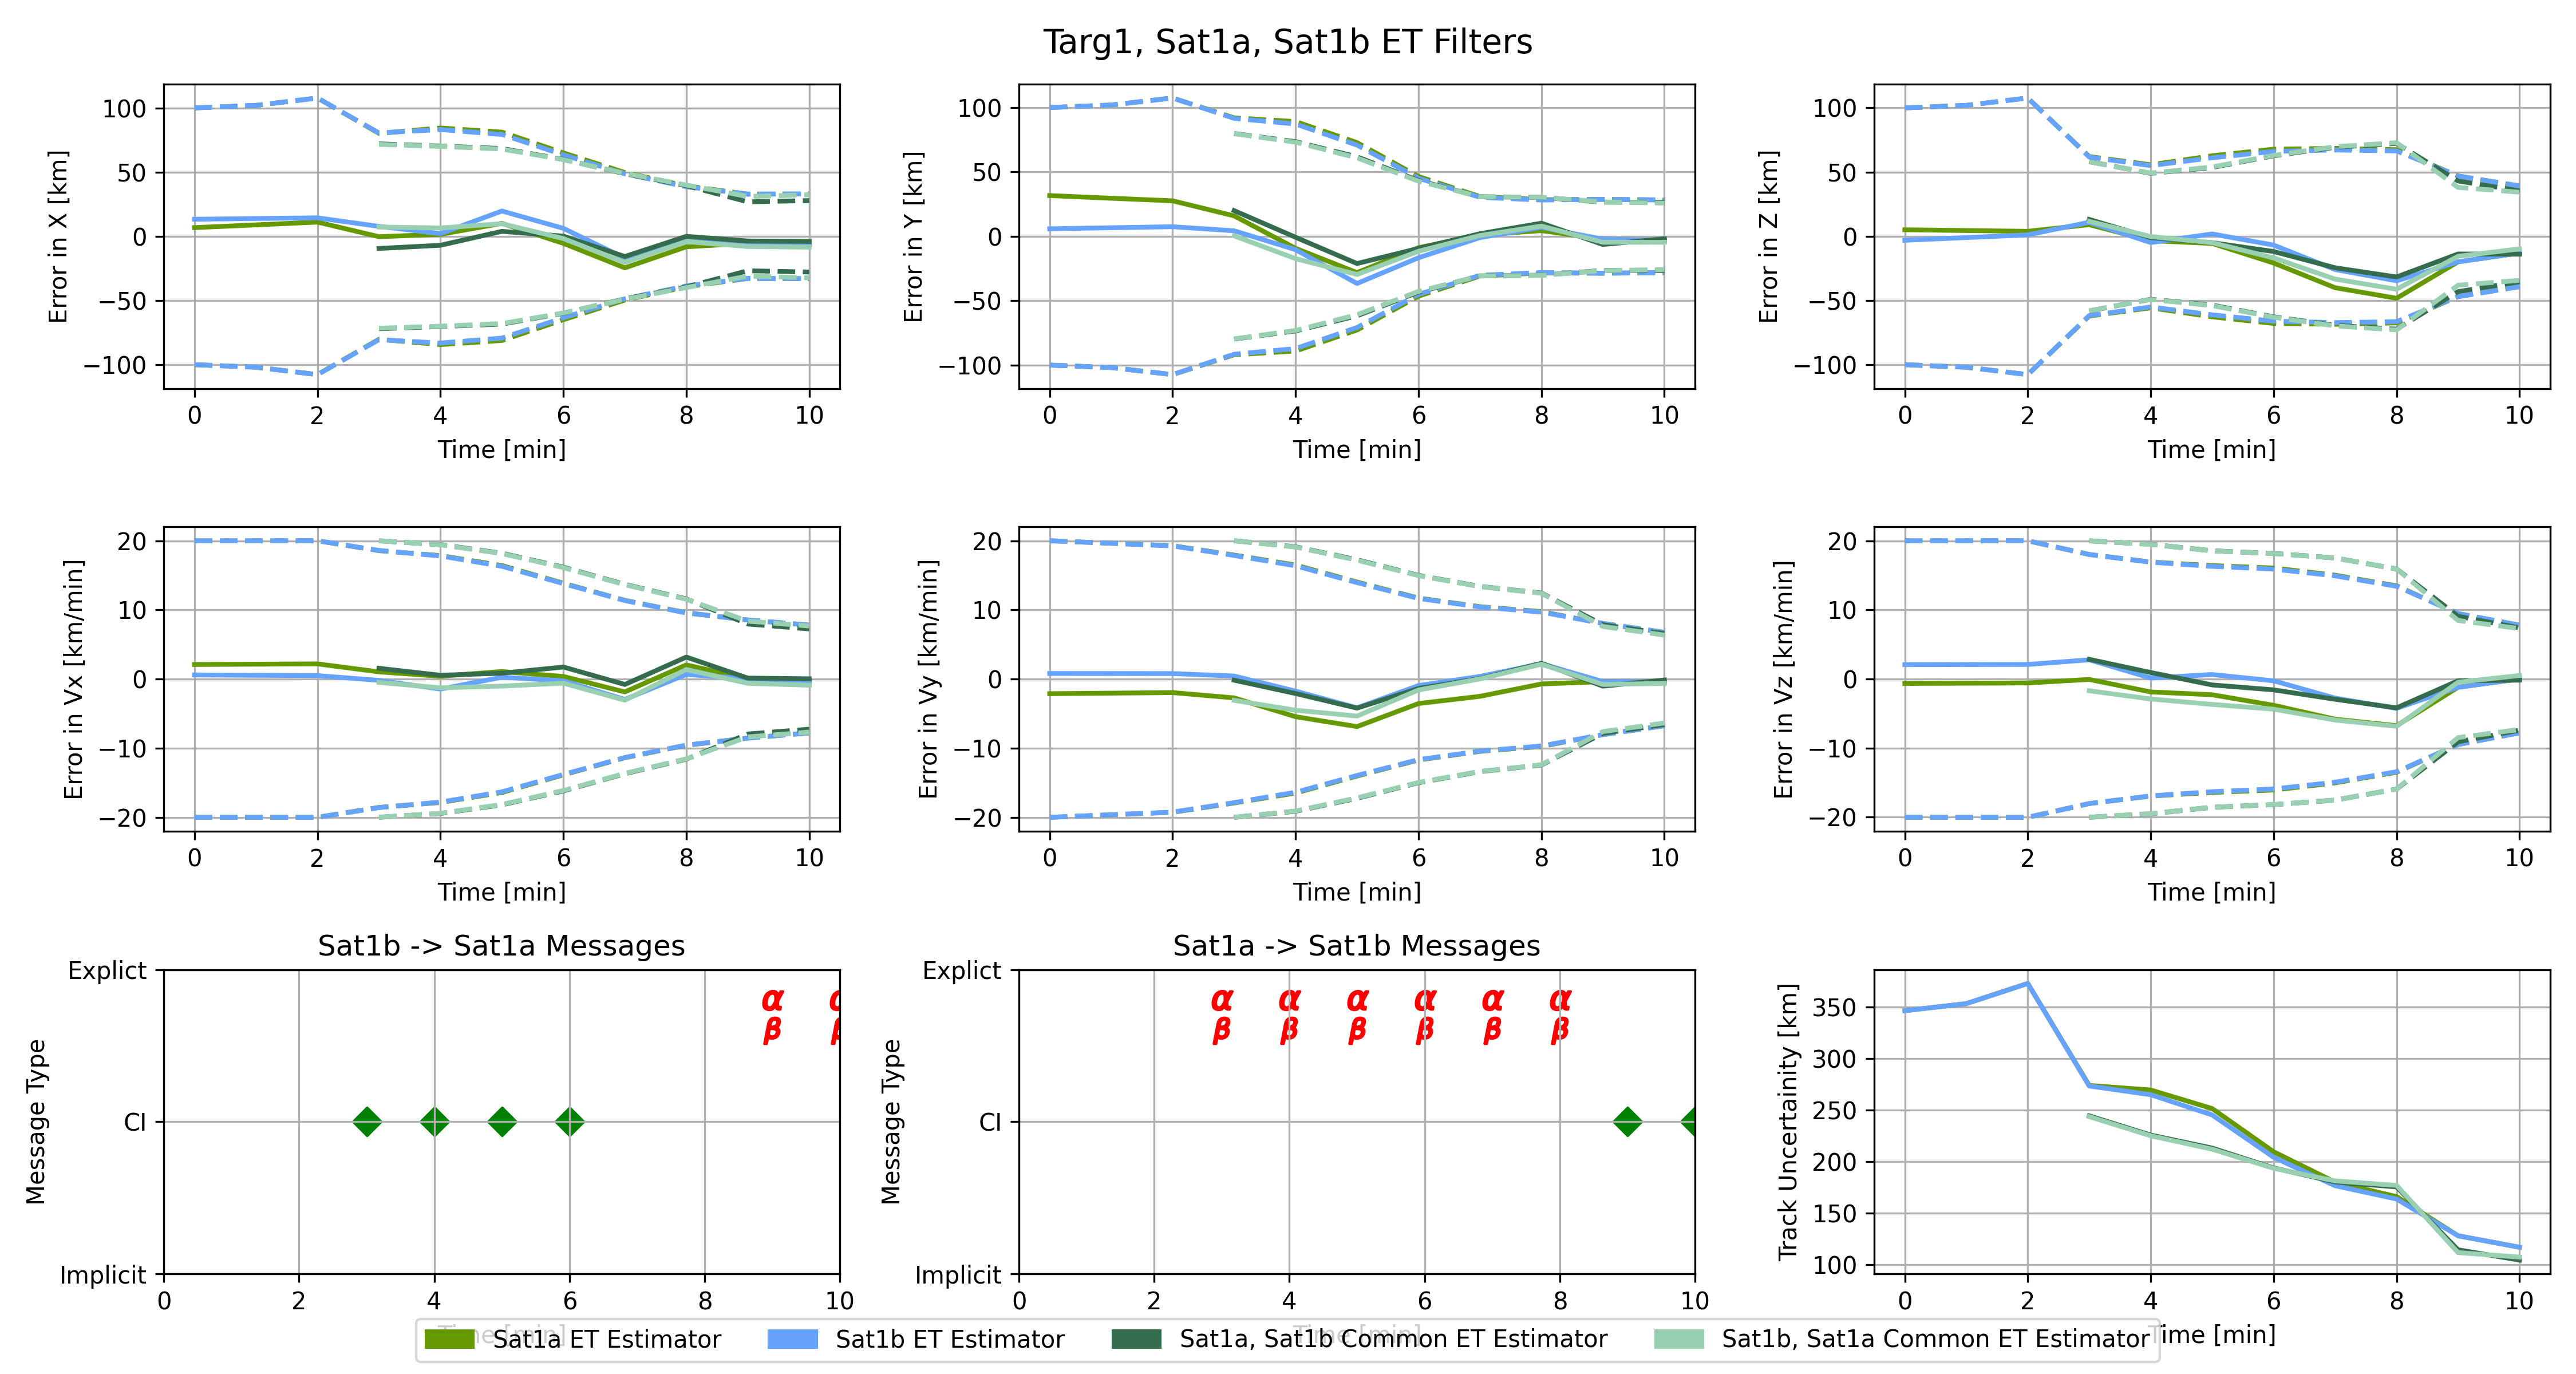 Targ1, Sat1a, Sat1b ET Filters
Error in X [km]
100
50
0
−50
−100
0 2 4 6 8 10
Time [min]
Error in Y [km]
100
50
0
−50
−100
0 2 4 6 8 10
Time [min]
Error in Z [km]
100
50
0
−50
−100
0 2 4 6 8 10
Time [min]
Error in Vx [km/min]
20
10
0
−10
−20
0 2 4 6 8 10
Time [min]
Error in Vy [km/min]
20
10
0
−10
−20
0 2 4 6 8 10
Time [min]
Error in Vz [km/min]
20
10
0
−10
−20
0 2 4 6 8 10
Time [min]
Sat1b -> Sat1a Messages
Message Type
Explict
α α
β β
CI
Implicit
0 2 4 6 8 10
Time [min]
Sat1a -> Sat1b Messages
Message Type
Explict
α α α α α α
β β β β β β
CI
Implicit
0 2 4 6 8 10
Time [min]
Track Uncertainity [km]
350
300
250
200
150
100
0 2 4 6 8 10
Time [min]
Sat1a ET Estimator
Sat1b ET Estimator
Sat1a, Sat1b Common ET Estimator
Sat1b, Sat1a Common ET Estimator